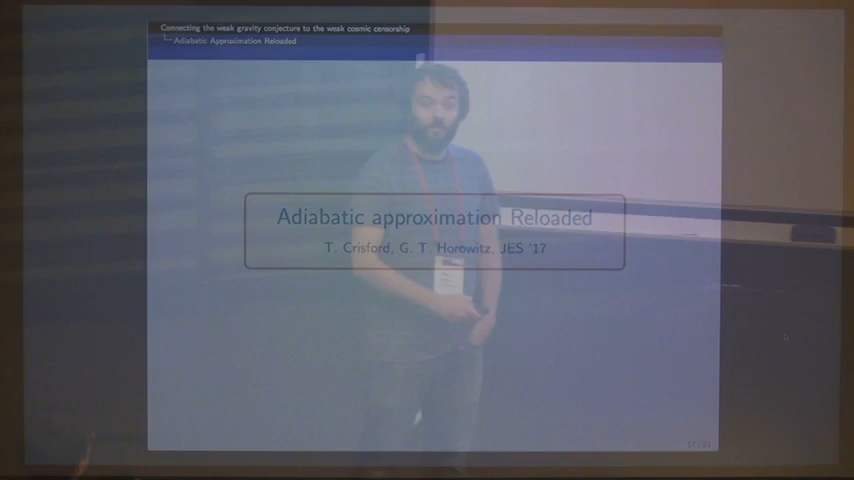 Connecting the weak gravity conjecture to the weak cosmic censorship
Adiabatic Approximation Reloaded
Adiabatic approximation Reloaded
T. Crisford, G. T. Horowitz, JES '17